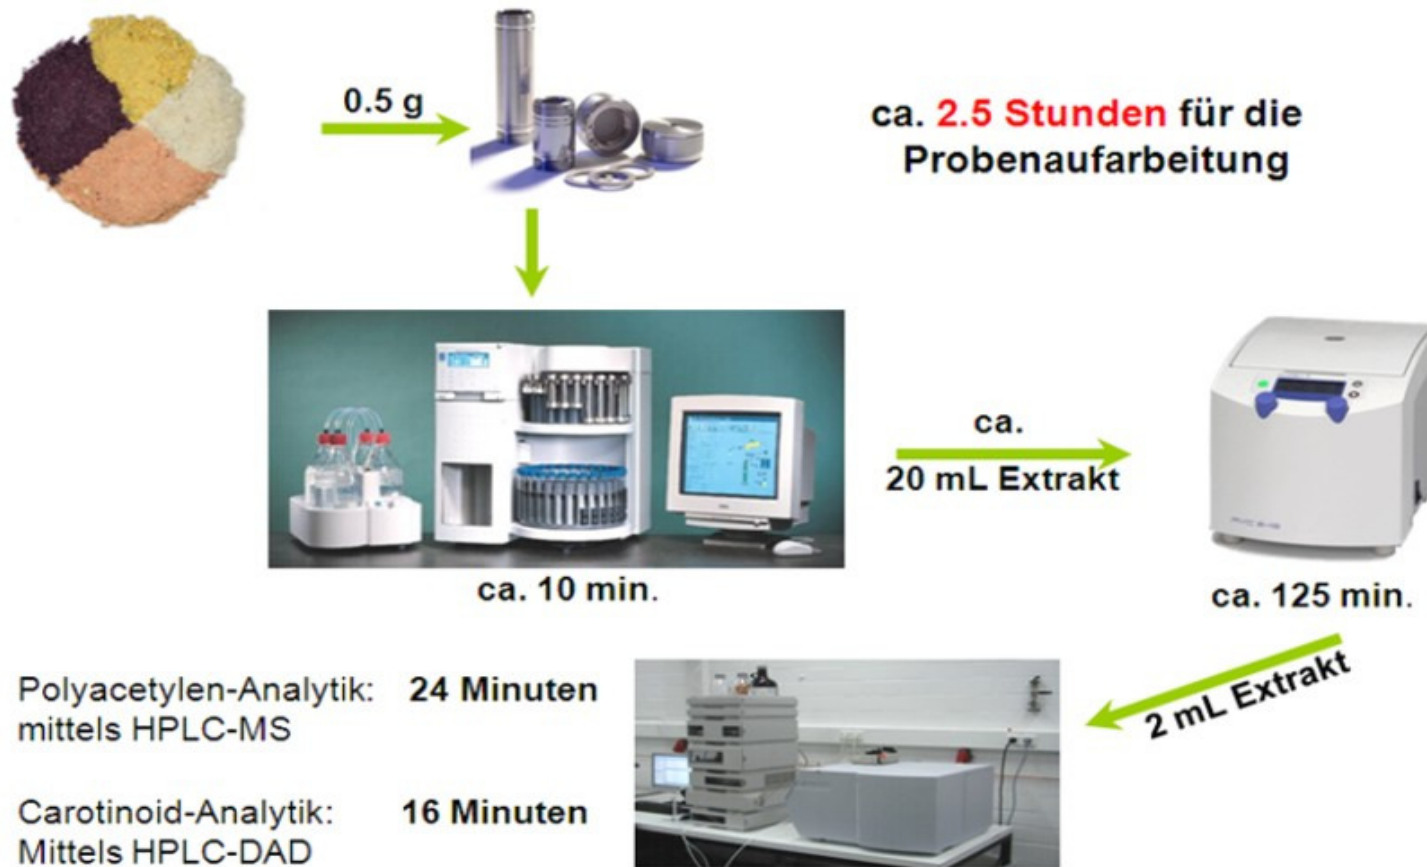 0.5 g
ca. 2.5 Stunden für die
Probenaufarbeitung
ca.
20 mL Extrakt
ca. 10 min.
ca. 125 min.
2 mL Extrakt
Polyacetylen-Analytik: 24 Minuten
mittels HPLC-MS
Carotinoid-Analytik: 16 Minuten
Mittels HPLC-DAD